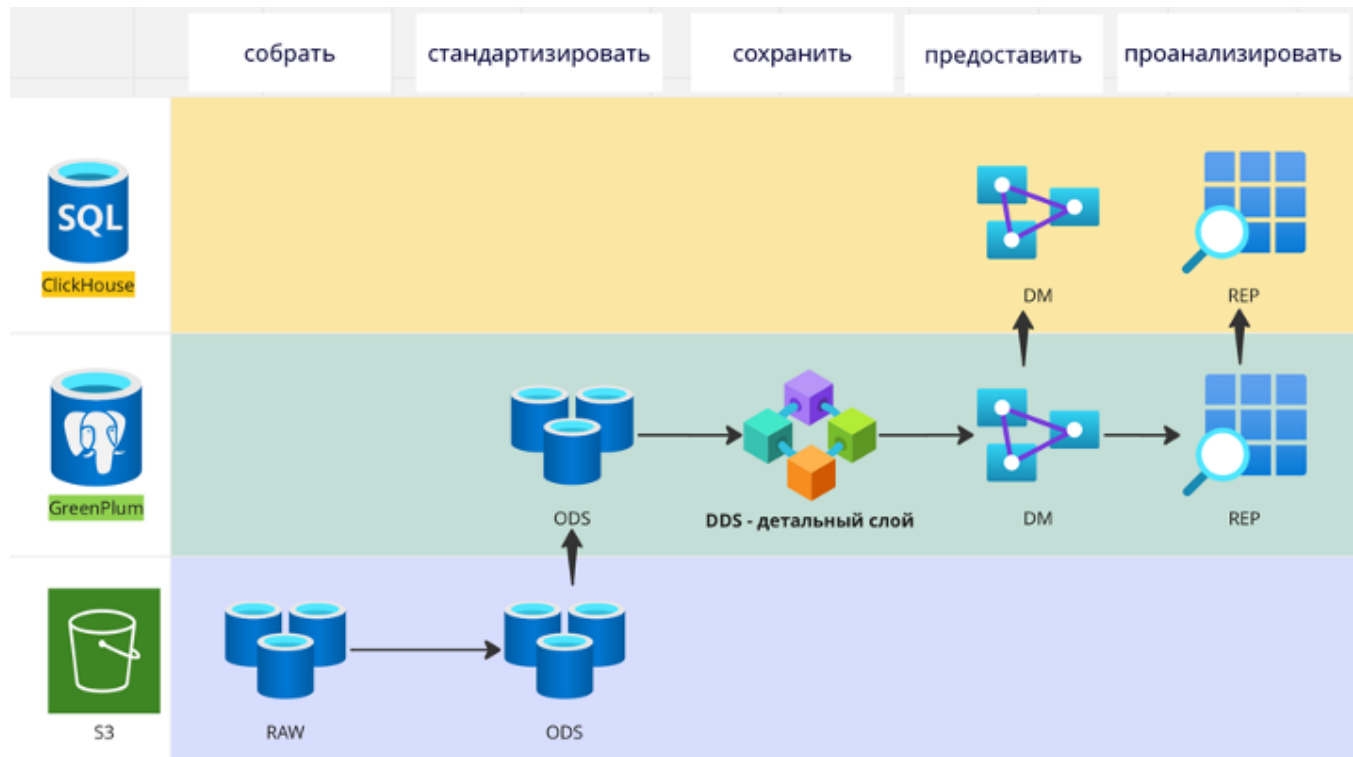 собрать
стандартизировать
сохранить
предоставить
проанализировать
SQL
ClickHouse
DM
REP
GreenPlum
ODS
DDS - детальный слой
DM
REP
S3
RAW
ODS